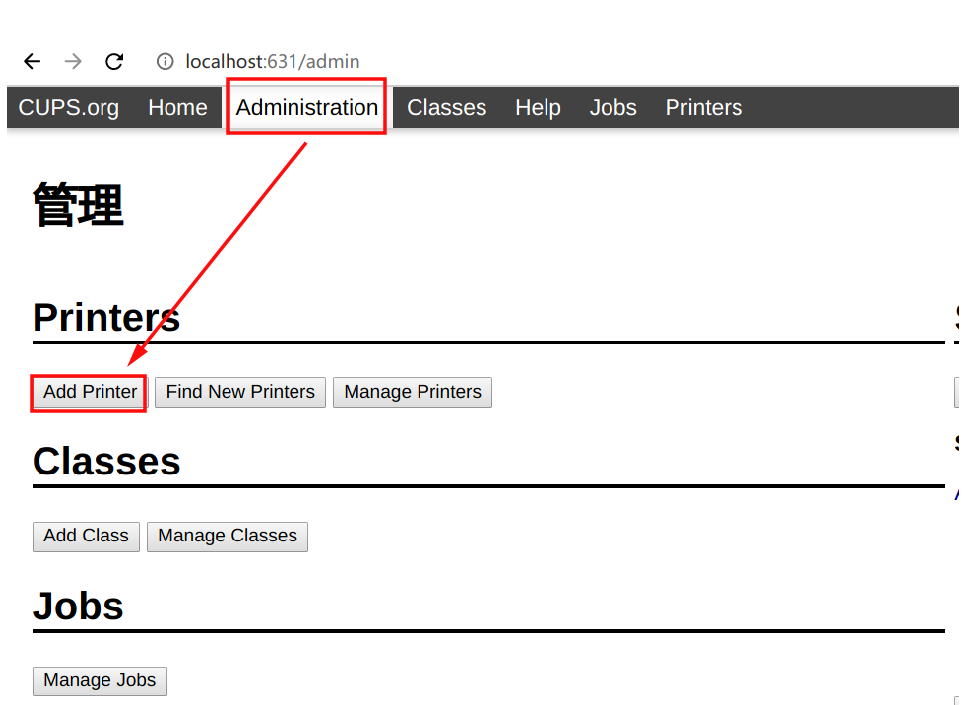 localhost:631/admin
CUPS.org Home Administration Classes Help Jobs Printers
管理
Printers
Add Printer Find New Printers Manage Printers
Classes
Add Class Manage Classes
Jobs
Manage Jobs